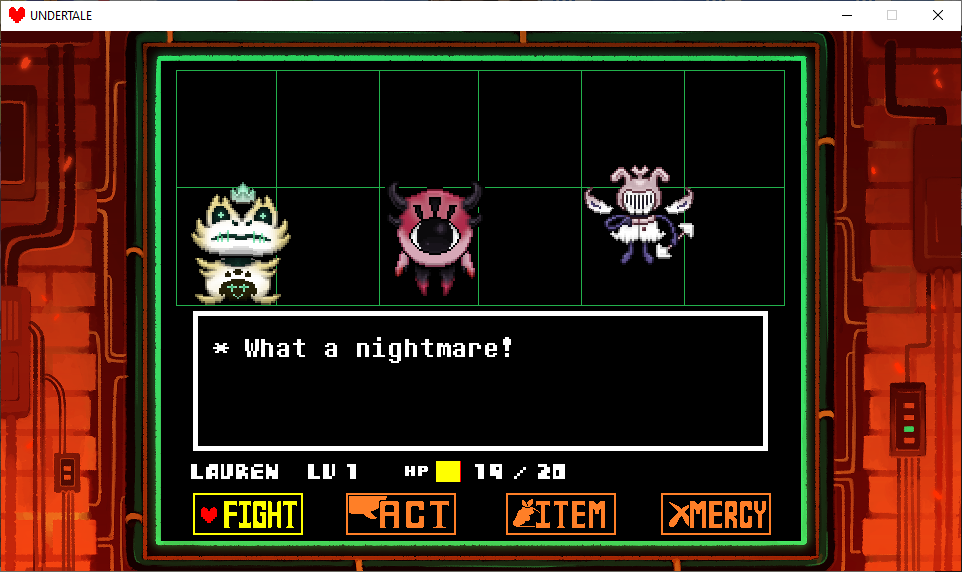 UNDERTALE
* What a nightmare!
LAUREN LV 1 HP 19 / 20
FIGHT ACT ITEM MERCY